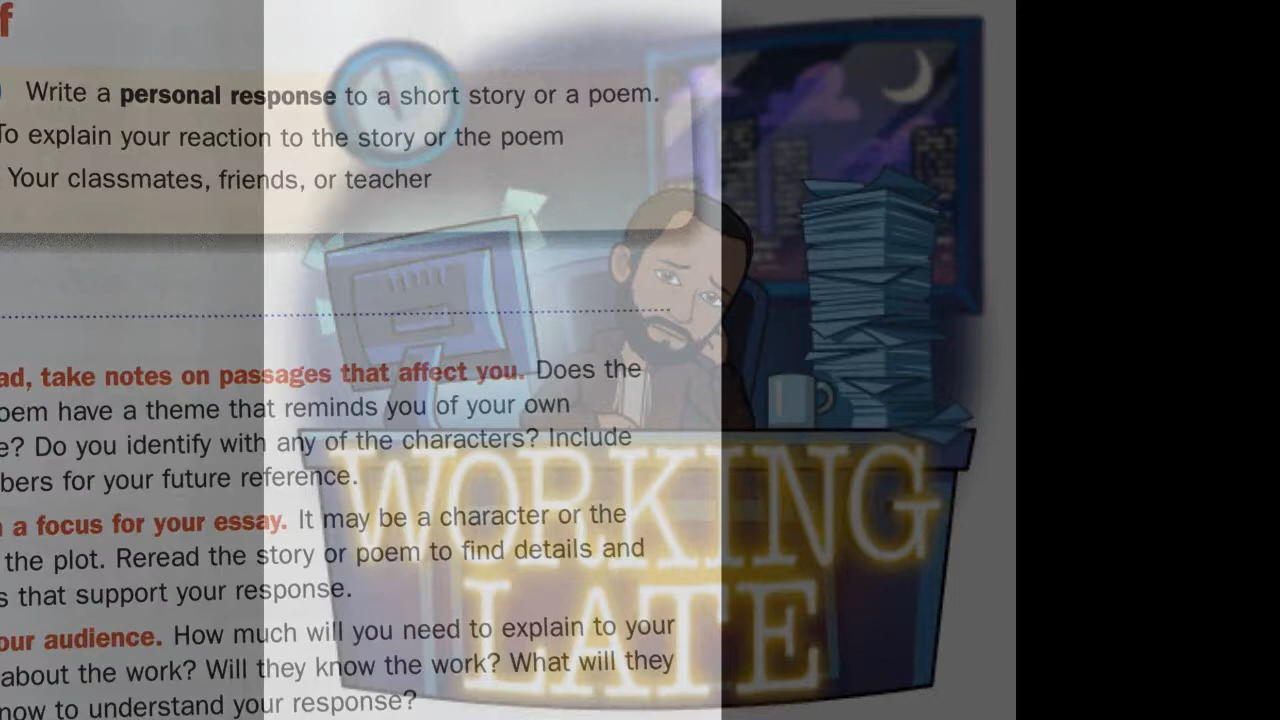 f
Write a personal response to a short story or a poem.
To explain your reaction to the story or the poem
Your classmates, friends, or teacher
ad, take notes on passages that affect you. Does the
oem have a theme that reminds you of your own
e? Do you identify with any of the characters? Include
bers for your future reference.
a focus for your essay. It may be a character or the
the plot. Reread the story or poem to find details and
s that support your response.
our audience. How much will you need to explain to your
about the work? Will they know the work? What will they
now to understand your response?
WORKING
LATE